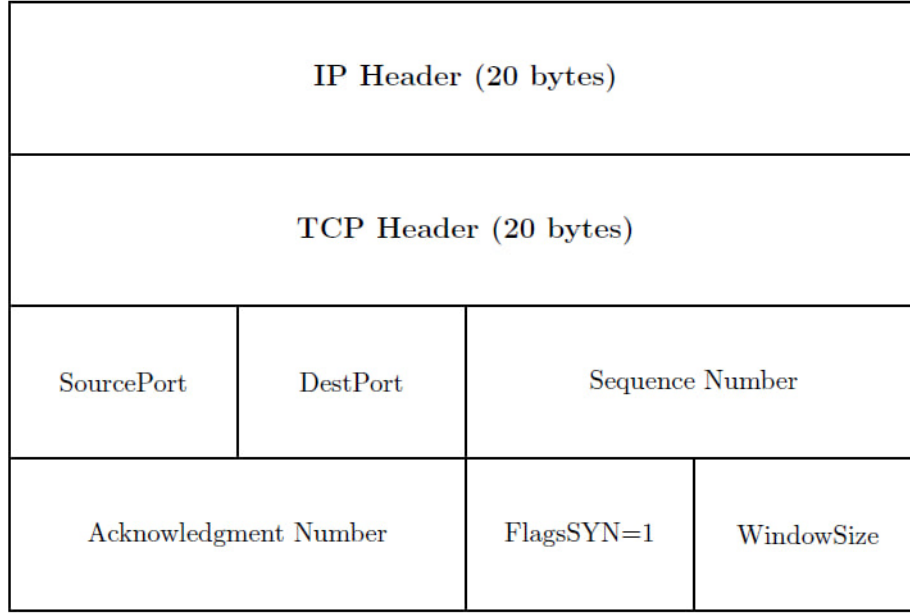 IP Header (20 bytes)
TCP Header (20 bytes)
SourcePort
DestPort
Sequence Number
Acknowledgment Number
FlagsSYN=1
WindowSize